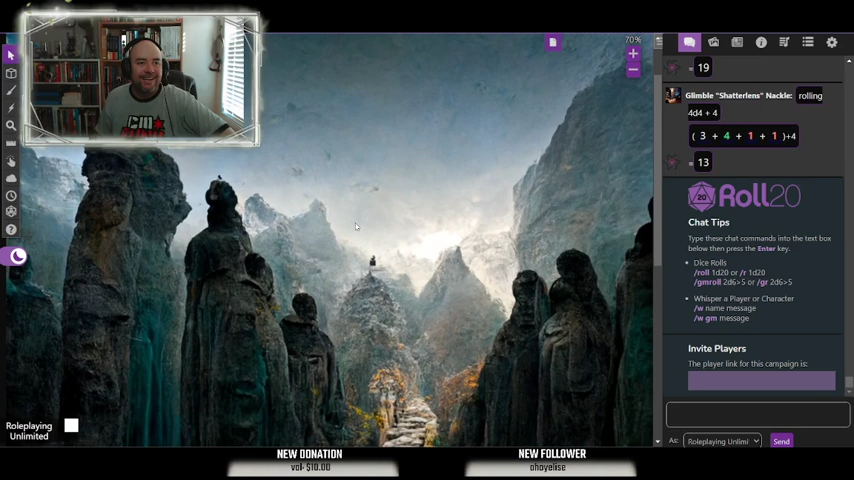 70%
= 19
Glimble "Shatterlens" Nackle: rolling
4d4 + 4
( 3 + 4 + 1 + 1 )+4
= 13
20 Roll20
Chat Tips
Type these chat commands into the text box
below then press the Enter key.
Dice Rolls
/roll 1d20 or /r 1d20
/gmroll 2d6>5 or /gr 2d6>5
Whisper a Player or Character
/w name message
/w gm message
Invite Players
The player link for this campaign is:
Roleplaying
Unlimited
As: Roleplaying Unlimi Send
NEW DONATION
vol- $10.00
NEW FOLLOWER
ahoyelise